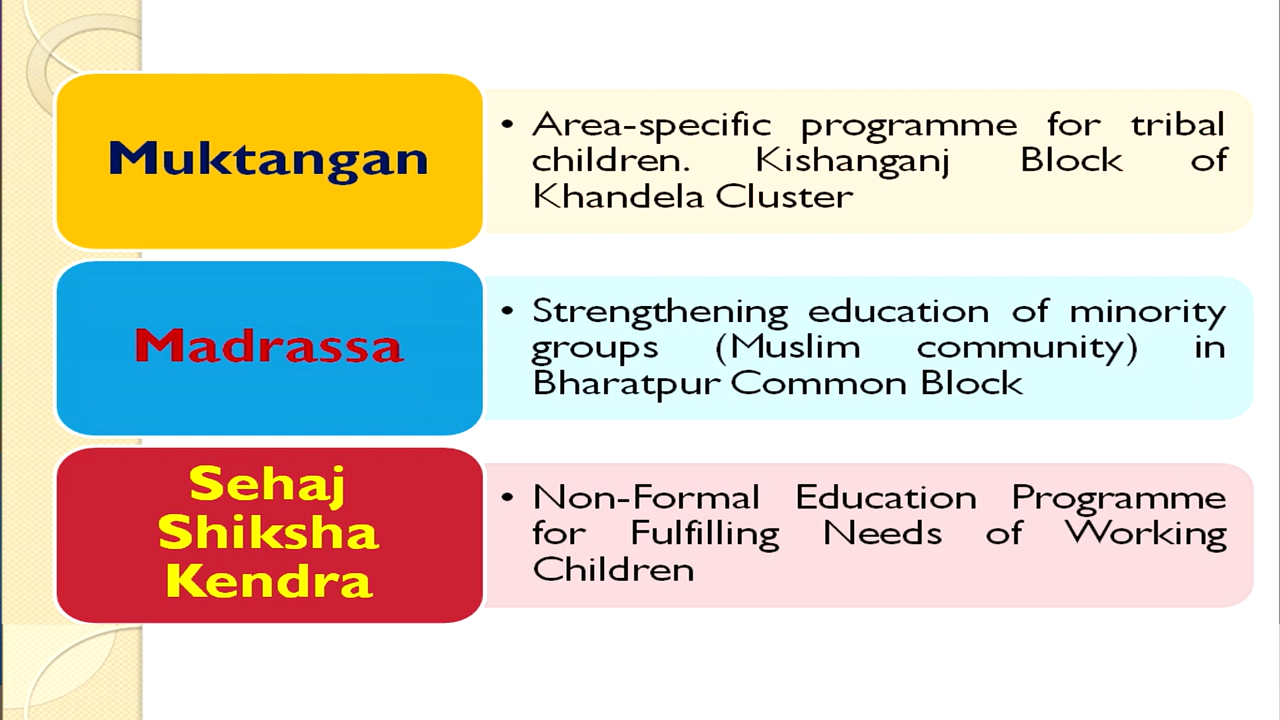 Muktangan
• Area-specific programme for tribal
children. Kishanganj Block of
Khandela Cluster
Madrassa
• Strengthening education of minority
groups (Muslim community) in
Bharatpur Common Block
Sehaj
Shiksha
Kendra
• Non-Formal Education Programme
for Fulfilling Needs of Working
Children